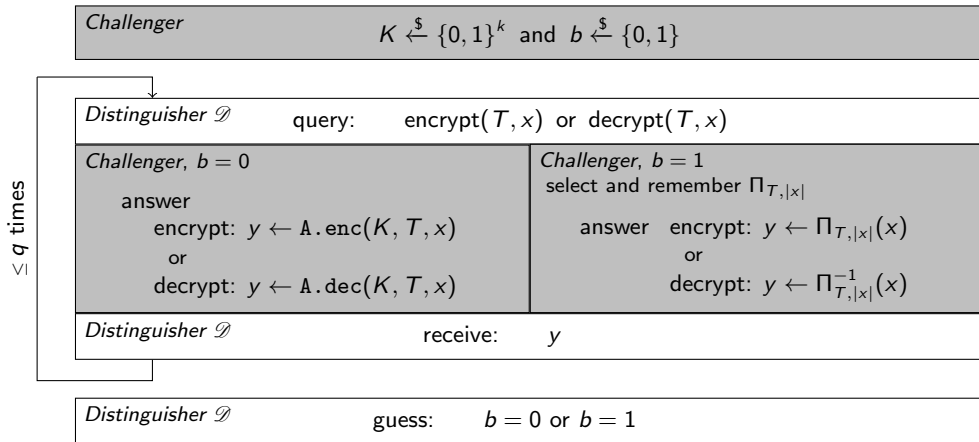 Challenger
K ←$ {0, 1}^k and b ←$ {0, 1}
Distinguisher 𝒟
query: encrypt(T, x) or decrypt(T, x)
≤ q times
Challenger, b = 0
answer
encrypt: y ← A.enc(K, T, x)
or
decrypt: y ← A.dec(K, T, x)
Challenger, b = 1
select and remember Π_{T,|x|}
answer encrypt: y ← Π_{T,|x|}(x)
or
decrypt: y ← Π^{-1}_{T,|x|}(x)
Distinguisher 𝒟
receive: y
Distinguisher 𝒟
guess: b = 0 or b = 1